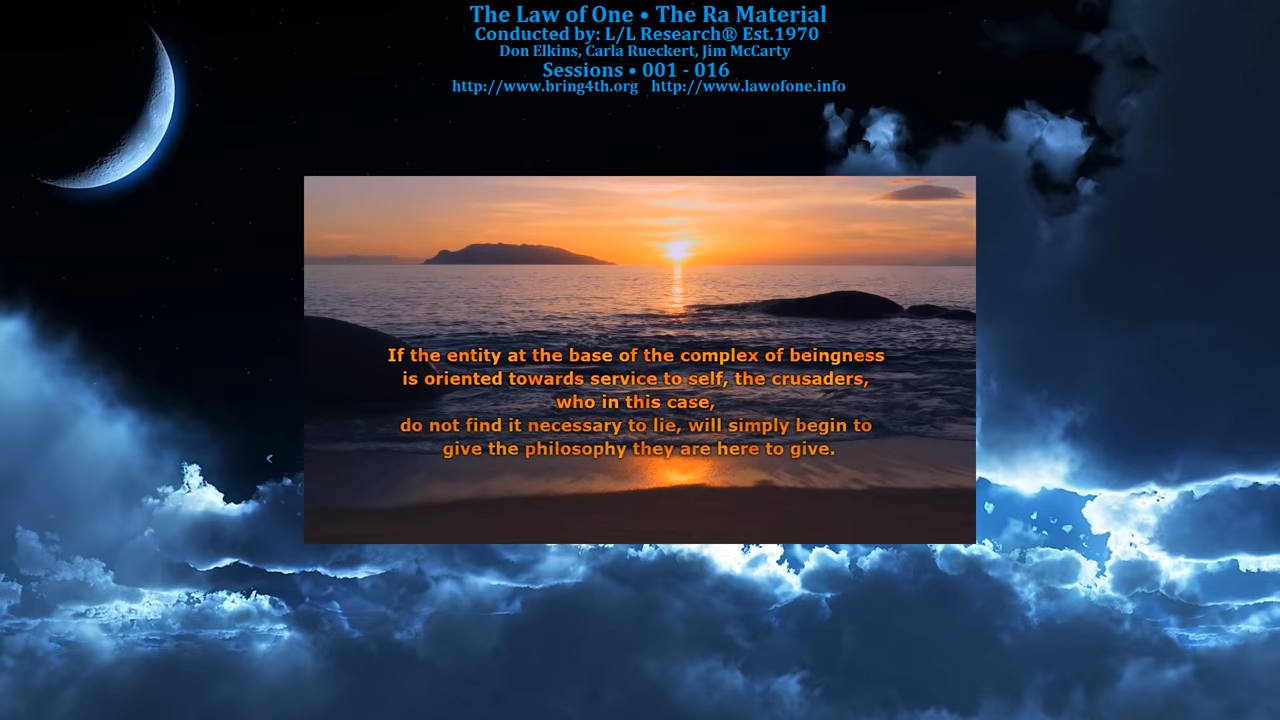 The Law of One • The Ra Material
Conducted by: L/L Research® Est.1970
Don Elkins, Carla Rueckert, Jim McCarty
Sessions • 001 - 016
http://www.bring4th.org http://www.lawofone.info
If the entity at the base of the complex of beingness
is oriented towards service to self, the crusaders,
who in this case,
do not find it necessary to lie, will simply begin to
give the philosophy they are here to give.